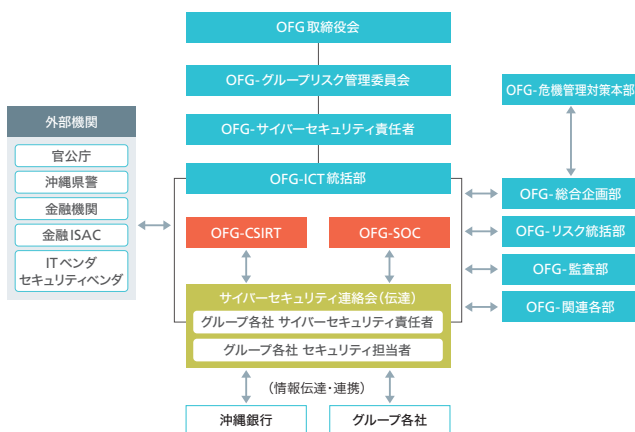 OFG取締役会
OFG-グループリスク管理委員会
OFG-サイバーセキュリティ責任者
OFG-ICT統括部
OFG-CSIRT
OFG-SOC
サイバーセキュリティ連絡会(伝達)
グループ各社 サイバーセキュリティ責任者
グループ各社 セキュリティ担当者
(情報伝達・連携)
沖縄銀行
グループ各社
外部機関
官公庁
沖縄県警
金融機関
金融ISAC
ITベンダ
セキュリティベンダ
OFG-危機管理対策本部
OFG-総合企画部
OFG-リスク統括部
OFG-監査部
OFG-関連各部